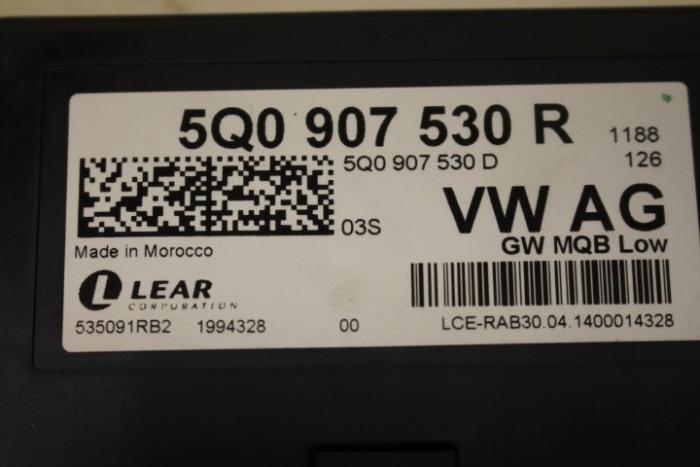 5Q0 907 530 R 1188
5Q0 907 530 D 126
03S VW AG
Made in Morocco GW MQB Low
LEAR
CORPORATION
535091RB2 1994328 00 LCE-RAB30.04.1400014328